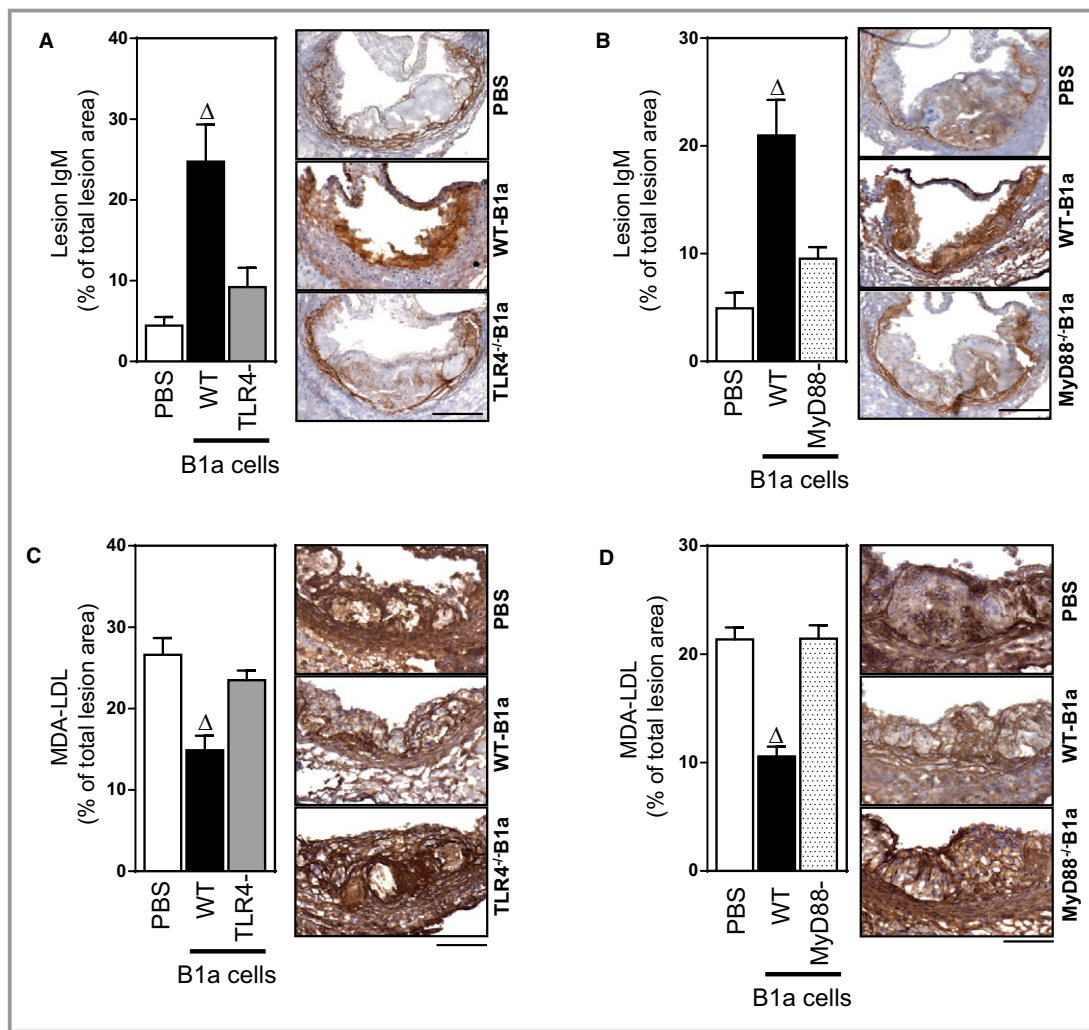 A
Lesion IgM
(% of total lesion area)
40
30
20
10
0
Δ
PBS
WT
TLR4-
B1a cells
PBS
WT-B1a
TLR4-/-B1a
B
Lesion IgM
(% of total lesion area)
30
20
10
0
Δ
PBS
WT
MyD88-
B1a cells
PBS
WT-B1a
MyD88-/-B1a
C
MDA-LDL
(% of total lesion area)
40
30
20
10
0
Δ
PBS
WT
TLR4-
B1a cells
PBS
WT-B1a
TLR4-/-B1a
D
MDA-LDL
(% of total lesion area)
30
20
10
0
Δ
PBS
WT
MyD88-
B1a cells
PBS
WT-B1a
MyD88-/-B1a